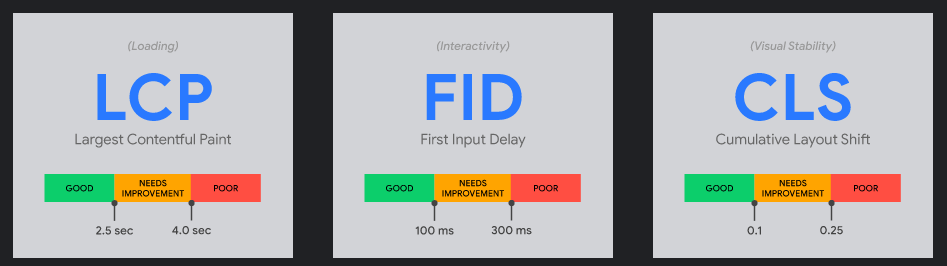 (Loading)
LCP
Largest Contentful Paint
GOOD
NEEDS
IMPROVEMENT
POOR
2.5 sec
4.0 sec
(Interactivity)
FID
First Input Delay
GOOD
NEEDS
IMPROVEMENT
POOR
100 ms
300 ms
(Visual Stability)
CLS
Cumulative Layout Shift
GOOD
NEEDS
IMPROVEMENT
POOR
0.1
0.25